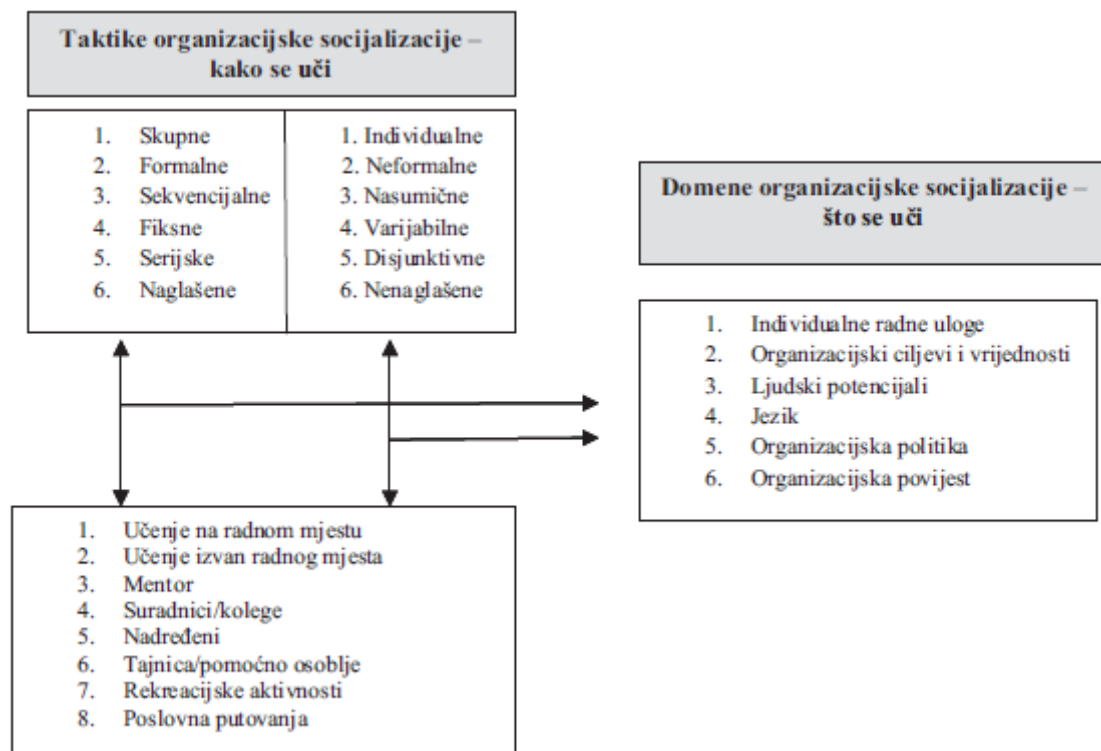 Taktike organizacijske socijalizacije –
kako se uči
1. Skupne
2. Formalne
3. Sekvencijalne
4. Fiksne
5. Serijske
6. Naglašene
1. Individualne
2. Neformalne
3. Nasumične
4. Varijabilne
5. Disjunktivne
6. Nenaglašene
Domene organizacijske socijalizacije –
što se uči
1. Individualne radne uloge
2. Organizacijski ciljevi i vrijednosti
3. Ljudski potencijali
4. Jezik
5. Organizacijska politika
6. Organizacijska povijest
1. Učenje na radnom mjestu
2. Učenje izvan radnog mjesta
3. Mentor
4. Suradnici/kolege
5. Nadređeni
6. Tajnica/pomoćno osoblje
7. Rekreacijske aktivnosti
8. Poslovna putovanja